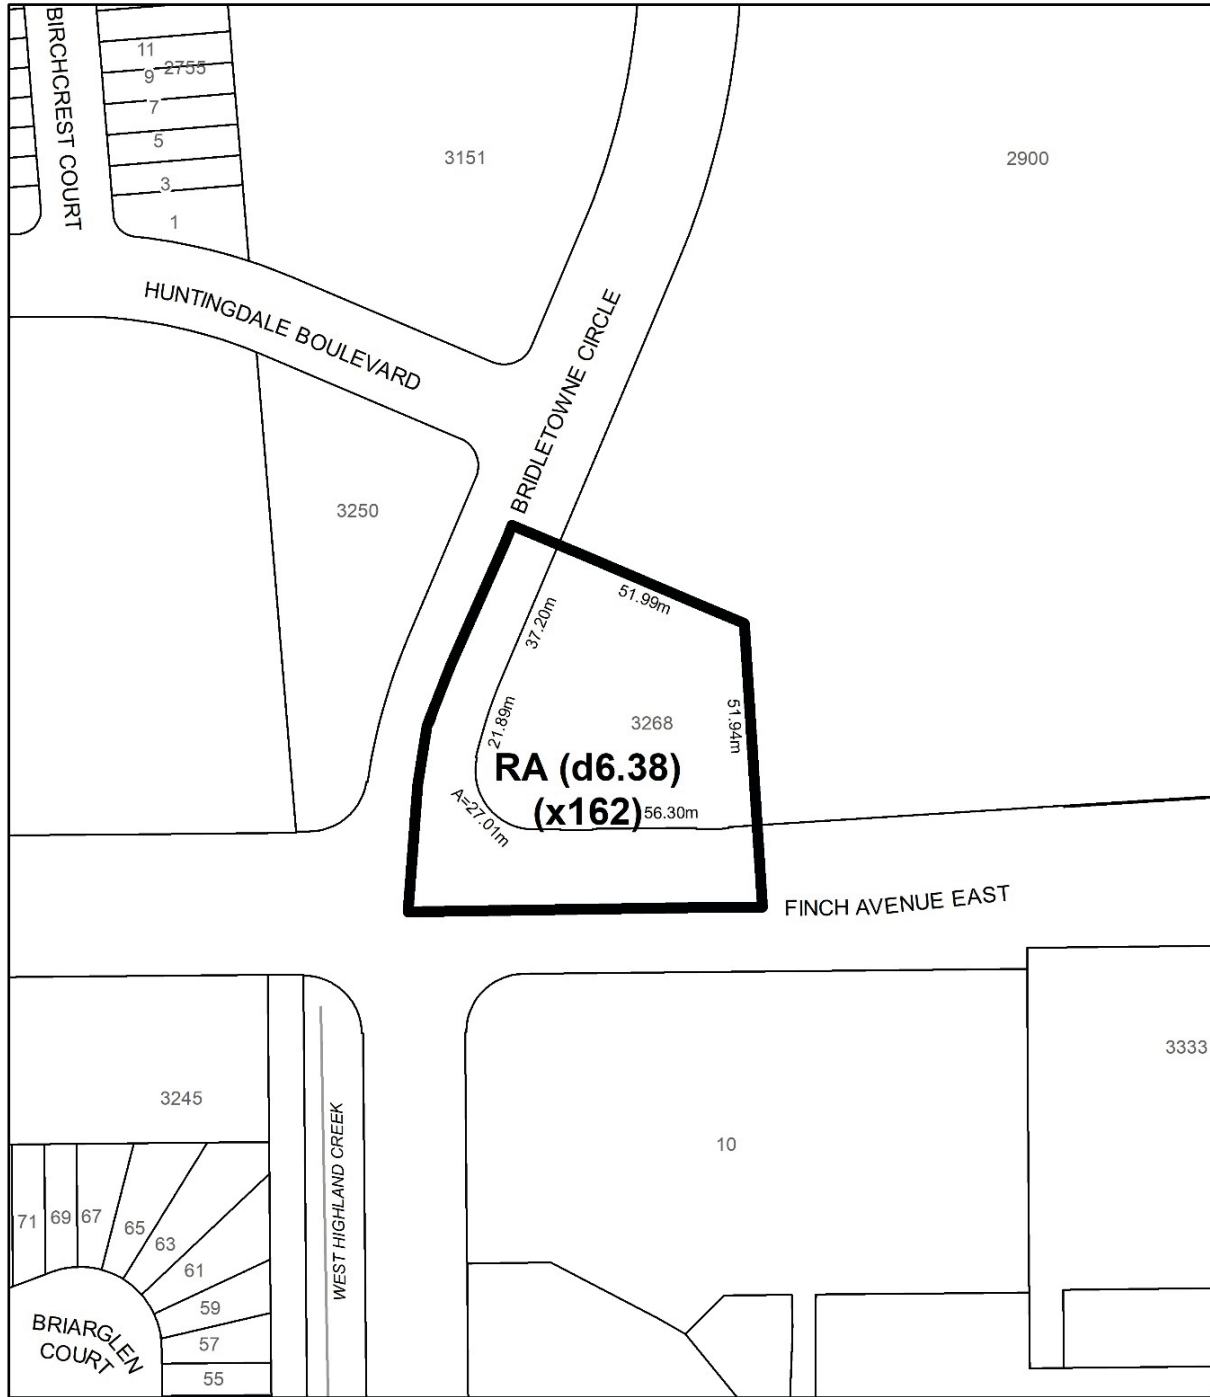 BIRCHCREST COURT
11
9
2755
7
5
3
1
3151
2900
HUNTINGDALE BOULEVARD
BRIDLETOWNE CIRCLE
3250
51.99m
37.20m
21.89m
3268
51.94m
RA (d6.38)
(x162)
56.30m
A=27.01m
FINCH AVENUE EAST
3333
3245
WEST HIGHLAND CREEK
10
71
69
67
65
63
61
59
57
55
BRIARGLEN
COURT